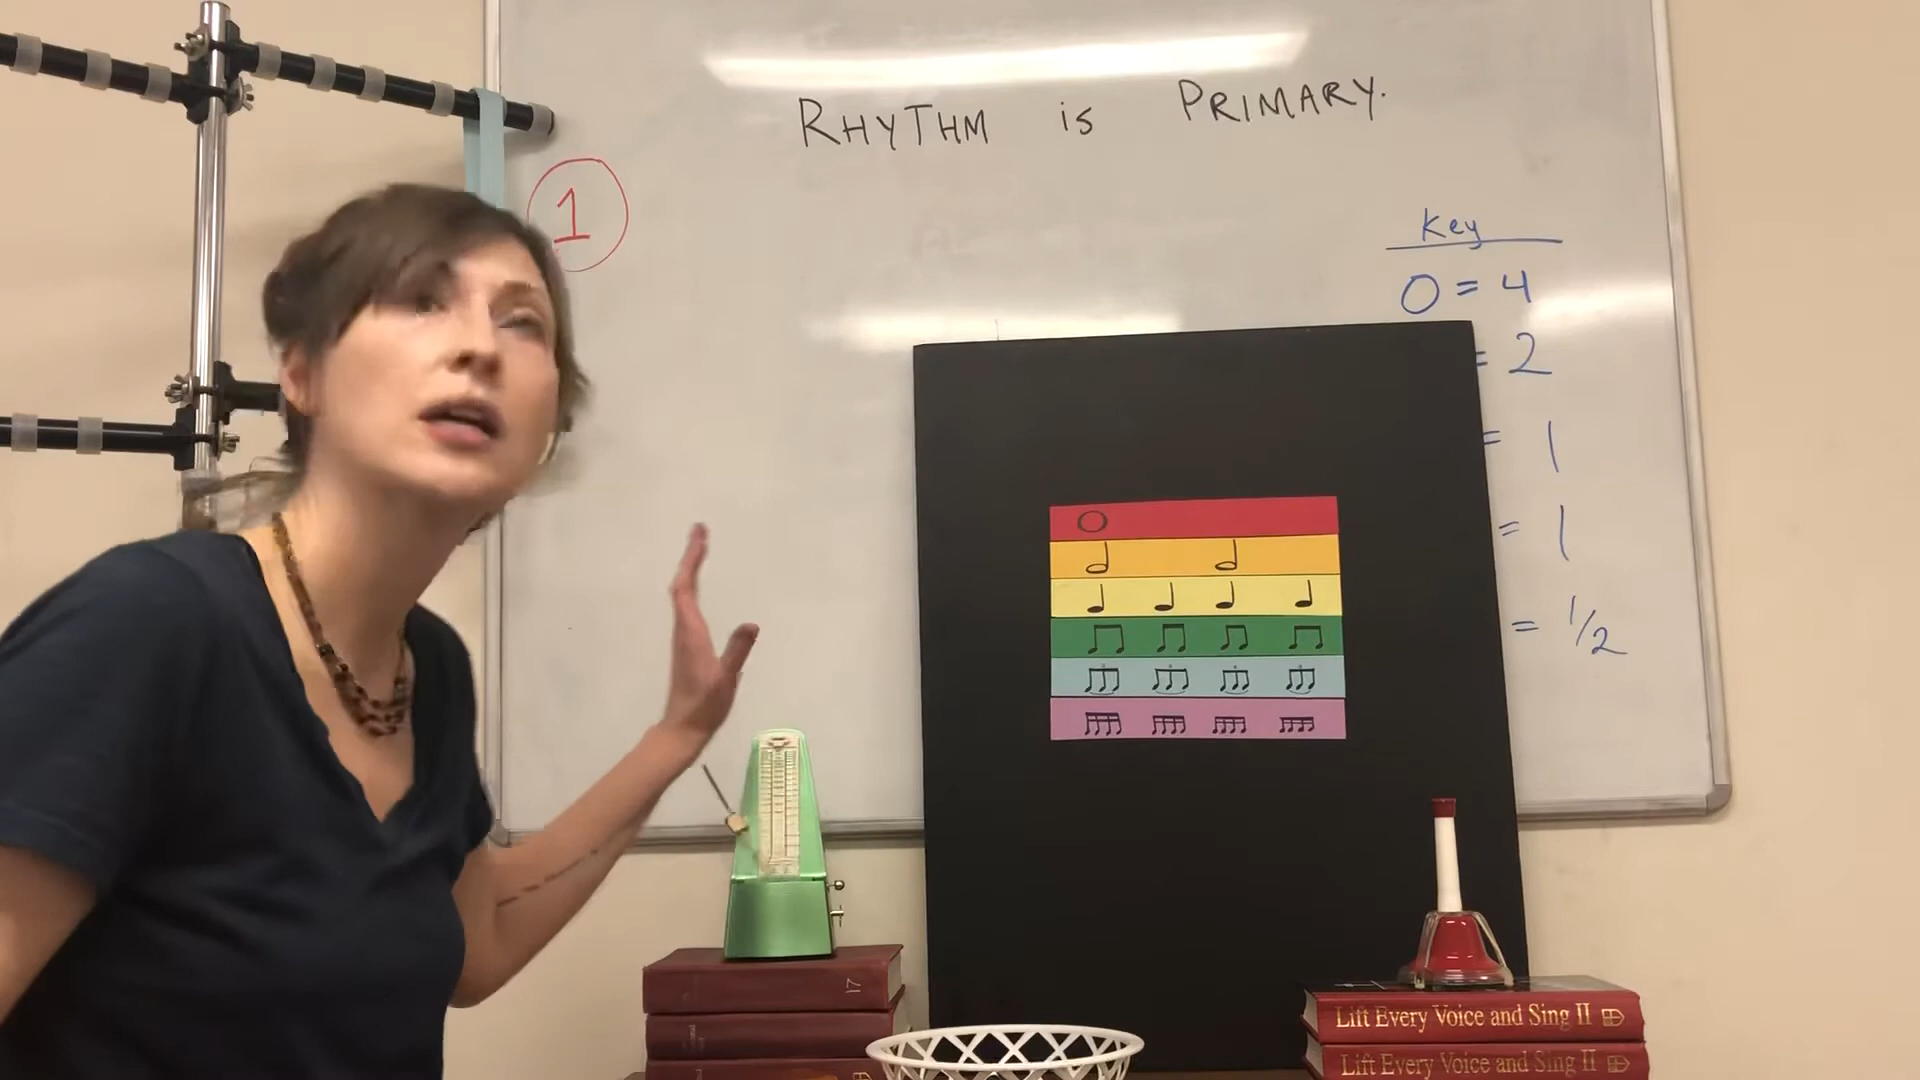 RHYTHM is PRIMARY.
1
Key
O = 4
= 2
= 1
= 1
= 1/2
17
Lift Every Voice and Sing II
Lift Every Voice and Sing II